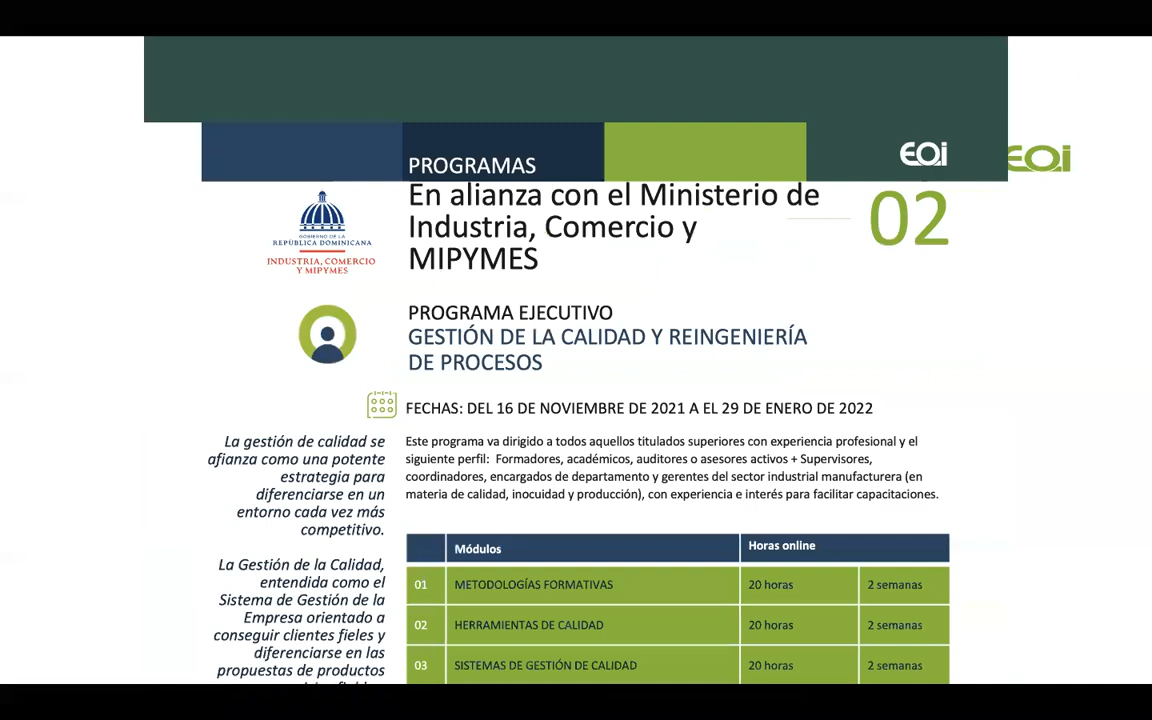 EOi
EOi
PROGRAMAS
En alianza con el Ministerio de
Industria, Comercio y
MIPYMES
02
GOBIERNO DE LA
REPÚBLICA DOMINICANA
INDUSTRIA, COMERCIO
Y MIPYMES
PROGRAMA EJECUTIVO
GESTIÓN DE LA CALIDAD Y REINGENIERÍA
DE PROCESOS
FECHAS: DEL 16 DE NOVIEMBRE DE 2021 A EL 29 DE ENERO DE 2022
La gestión de calidad se
afianza como una potente
estrategia para
diferenciarse en un
entorno cada vez más
competitivo.
La Gestión de la Calidad,
entendida como el
Sistema de Gestión de la
Empresa orientado a
conseguir clientes fieles y
diferenciarse en las
propuestas de productos
Este programa va dirigido a todos aquellos titulados superiores con experiencia profesional y el
siguiente perfil: Formadores, académicos, auditores o asesores activos + Supervisores,
coordinadores, encargados de departamento y gerentes del sector industrial manufacturera (en
materia de calidad, inocuidad y producción), con experiencia e interés para facilitar capacitaciones.
Módulos Horas online
01 METODOLOGÍAS FORMATIVAS 20 horas 2 semanas
02 HERRAMIENTAS DE CALIDAD 20 horas 2 semanas
03 SISTEMAS DE GESTIÓN DE CALIDAD 20 horas 2 semanas